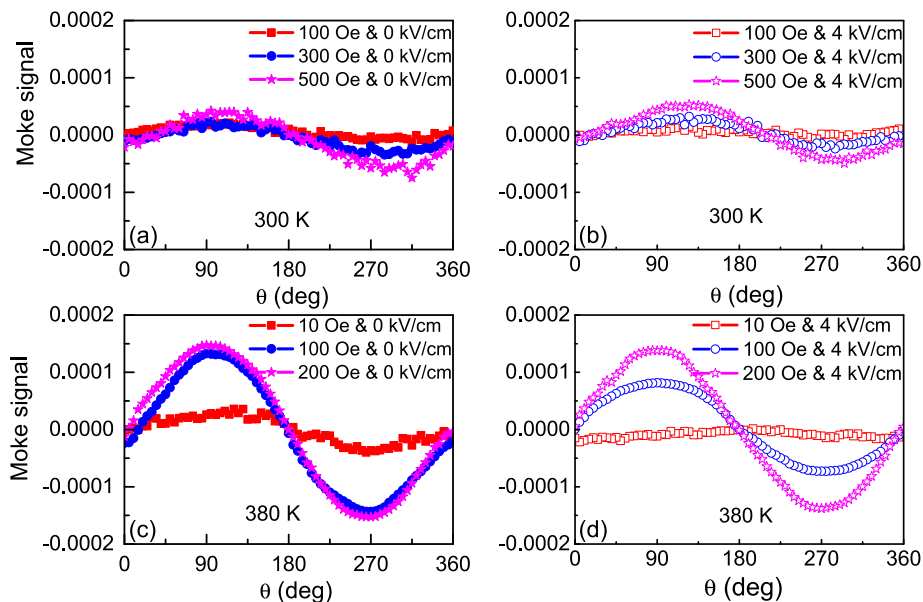 (a)
Moke signal
0.0002
0.0001
0.0000
-0.0001
-0.0002
100 Oe & 0 kV/cm
300 Oe & 0 kV/cm
500 Oe & 0 kV/cm
300 K
0 90 180 270 360
θ (deg)
(b)
0.0002
0.0001
0.0000
-0.0001
-0.0002
100 Oe & 4 kV/cm
300 Oe & 4 kV/cm
500 Oe & 4 kV/cm
300 K
0 90 180 270 360
θ (deg)
(c)
Moke signal
0.0002
0.0001
0.0000
-0.0001
-0.0002
10 Oe & 0 kV/cm
100 Oe & 0 kV/cm
200 Oe & 0 kV/cm
380 K
0 90 180 270 360
θ (deg)
(d)
0.0002
0.0001
0.0000
-0.0001
-0.0002
10 Oe & 4 kV/cm
100 Oe & 4 kV/cm
200 Oe & 4 kV/cm
380 K
0 90 180 270 360
θ (deg)